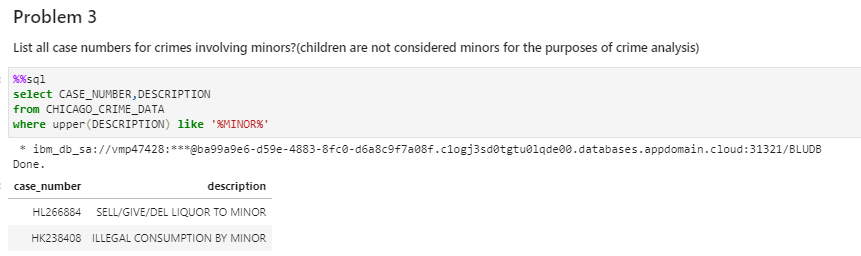 Problem 3
List all case numbers for crimes involving minors?(children are not considered minors for the purposes of crime analysis)
%%sql
select CASE_NUMBER,DESCRIPTION
from CHICAGO_CRIME_DATA
where upper(DESCRIPTION) like '%MINOR%'
* ibm_db_sa://vmp47428:***@ba99a9e6-d59e-4883-8fc0-d6a8c9f7a08f.c1ogj3sd0tgtu0lqde00.databases.appdomain.cloud:31321/BLUDB
Done.
case_number description
HL266884 SELL/GIVE/DEL LIQUOR TO MINOR
HK238408 ILLEGAL CONSUMPTION BY MINOR